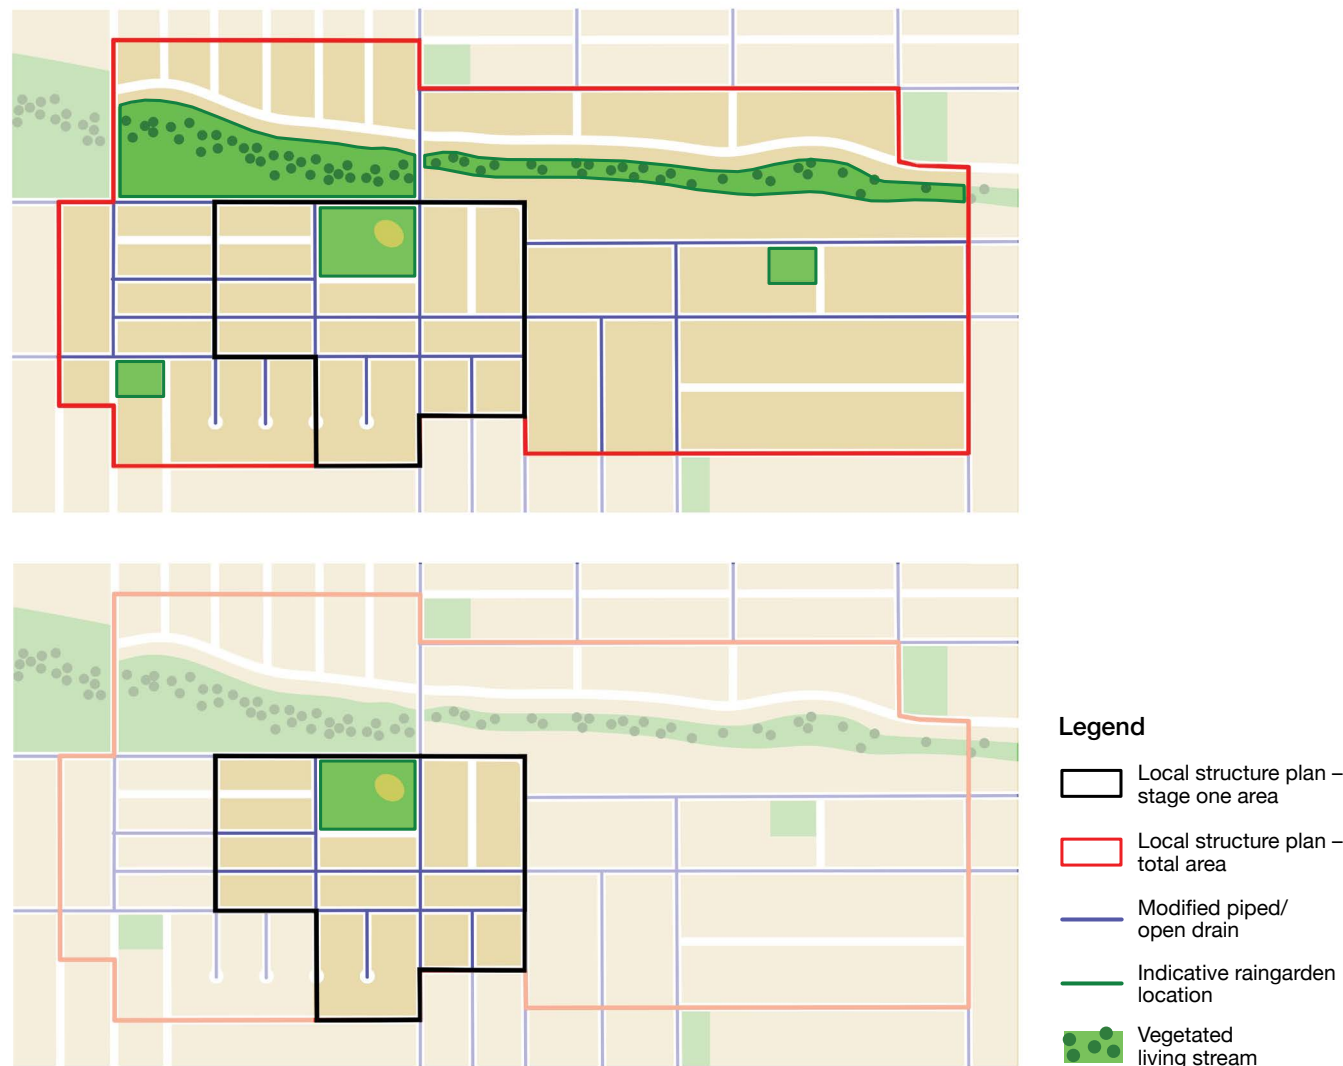 Legend
Local structure plan –
stage one area
Local structure plan –
total area
Modified piped/
open drain
Indicative raingarden
location
Vegetated
living stream